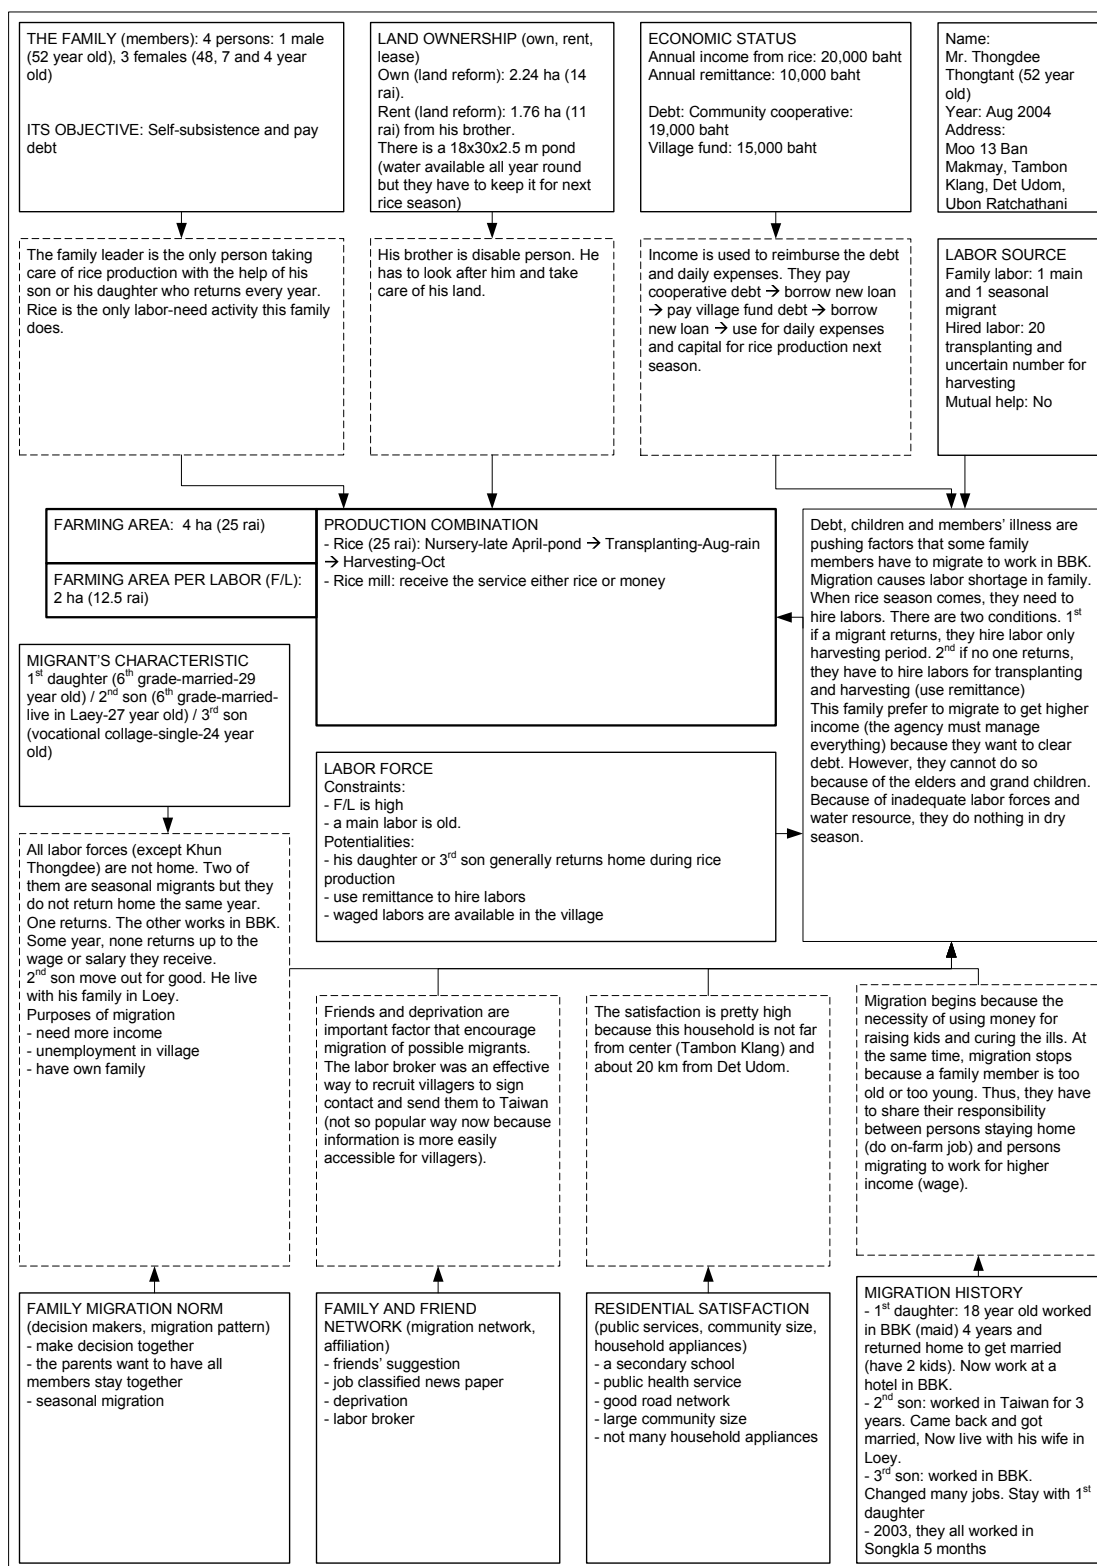 THE FAMILY (members): 4 persons: 1 male
(52 year old), 3 females (48, 7 and 4 year
old)
ITS OBJECTIVE: Self-subsistence and pay
debt
LAND OWNERSHIP (own, rent,
lease)
Own (land reform): 2.24 ha (14
rai).
Rent (land reform): 1.76 ha (11
rai) from his brother.
There is a 18x30x2.5 m pond
(water available all year round
but they have to keep it for next
rice season)
ECONOMIC STATUS
Annual income from rice: 20,000 baht
Annual remittance: 10,000 baht
Debt: Community cooperative:
19,000 baht
Village fund: 15,000 baht
Name:
Mr. Thongdee
Thongtant (52 year
old)
Year: Aug 2004
Address:
Moo 13 Ban
Makmay, Tambon
Klang, Det Udom,
Ubon Ratchathani
The family leader is the only person taking
care of rice production with the help of his
son or his daughter who returns every year.
Rice is the only labor-need activity this family
does.
His brother is disable person. He
has to look after him and take
care of his land.
Income is used to reimburse the debt
and daily expenses. They pay
cooperative debt → borrow new loan
→ pay village fund debt → borrow
new loan → use for daily expenses
and capital for rice production next
season.
LABOR SOURCE
Family labor: 1 main
and 1 seasonal
migrant
Hired labor: 20
transplanting and
uncertain number for
harvesting
Mutual help: No
FARMING AREA: 4 ha (25 rai)
FARMING AREA PER LABOR (F/L):
2 ha (12.5 rai)
PRODUCTION COMBINATION
- Rice (25 rai): Nursery-late April-pond → Transplanting-Aug-rain
→ Harvesting-Oct
- Rice mill: receive the service either rice or money
Debt, children and members' illness are
pushing factors that some family
members have to migrate to work in BBK.
Migration causes labor shortage in family.
When rice season comes, they need to
hire labors. There are two conditions. 1st
if a migrant returns, they hire labor only
harvesting period. 2nd if no one returns,
they have to hire labors for transplanting
and harvesting (use remittance)
This family prefer to migrate to get higher
income (the agency must manage
everything) because they want to clear
debt. However, they cannot do so
because of the elders and grand children.
Because of inadequate labor forces and
water resource, they do nothing in dry
season.
MIGRANT'S CHARACTERISTIC
1st daughter (6th grade-married-29
year old) / 2nd son (6th grade-married-
live in Laey-27 year old) / 3rd son
(vocational collage-single-24 year
old)
LABOR FORCE
Constraints:
- F/L is high
- a main labor is old.
Potentialities:
- his daughter or 3rd son generally returns home during rice
production
- use remittance to hire labors
- waged labors are available in the village
All labor forces (except Khun
Thongdee) are not home. Two of
them are seasonal migrants but they
do not return home the same year.
One returns. The other works in BBK.
Some year, none returns up to the
wage or salary they receive.
2nd son move out for good. He live
with his family in Loey.
Purposes of migration
- need more income
- unemployment in village
- have own family
Friends and deprivation are
important factor that encourage
migration of possible migrants.
The labor broker was an effective
way to recruit villagers to sign
contact and send them to Taiwan
(not so popular way now because
information is more easily
accessible for villagers).
The satisfaction is pretty high
because this household is not far
from center (Tambon Klang) and
about 20 km from Det Udom.
Migration begins because the
necessity of using money for
raising kids and curing the ills. At
the same time, migration stops
because a family member is too
old or too young. Thus, they have
to share their responsibility
between persons staying home
(do on-farm job) and persons
migrating to work for higher
income (wage).
FAMILY MIGRATION NORM
(decision makers, migration pattern)
- make decision together
- the parents want to have all
members stay together
- seasonal migration
FAMILY AND FRIEND
NETWORK (migration network,
affiliation)
- friends' suggestion
- job classified news paper
- deprivation
- labor broker
RESIDENTIAL SATISFACTION
(public services, community size,
household appliances)
- a secondary school
- public health service
- good road network
- large community size
- not many household appliances
MIGRATION HISTORY
- 1st daughter: 18 year old worked
in BBK (maid) 4 years and
returned home to get married
(have 2 kids). Now work at a
hotel in BBK.
- 2nd son: worked in Taiwan for 3
years. Came back and got
married, Now live with his wife in
Loey.
- 3rd son: worked in BBK.
Changed many jobs. Stay with 1st
daughter
- 2003, they all worked in
Songkla 5 months